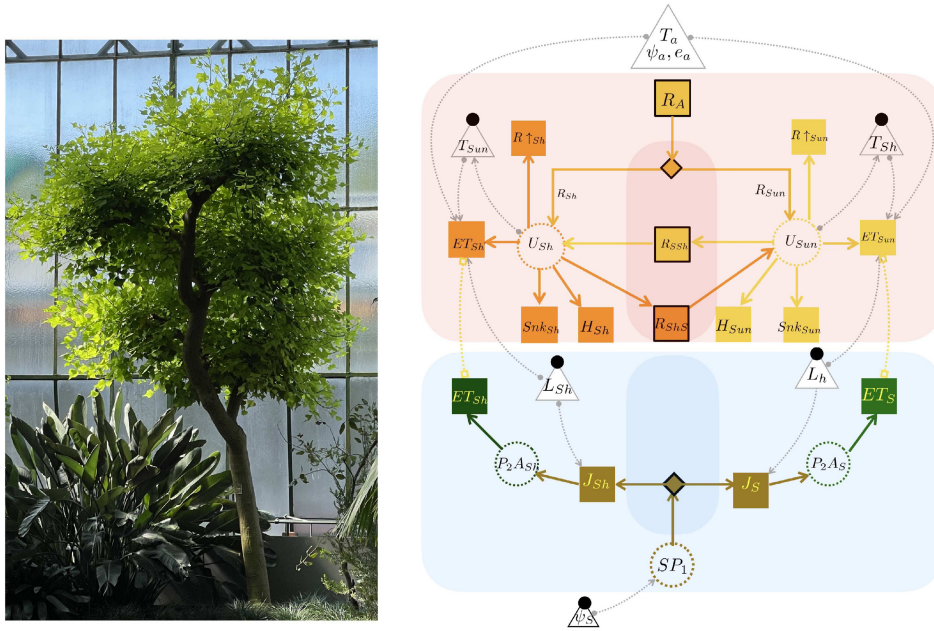 T_a
ψ_a, e_a
R_A
T_Sun
R↑_Sh
R↑_Sun
T_Sh
R_Sh
R_Sun
ET_Sh
U_Sh
R_SSh
U_Sun
ET_Sun
Snk_Sh
H_Sh
R_ShS
H_Sun
Snk_Sun
L_Sh
L_h
ET_Sh
ET_S
P_2A_Sh
J_Sh
J_S
P_2A_S
SP_1
ψ_S